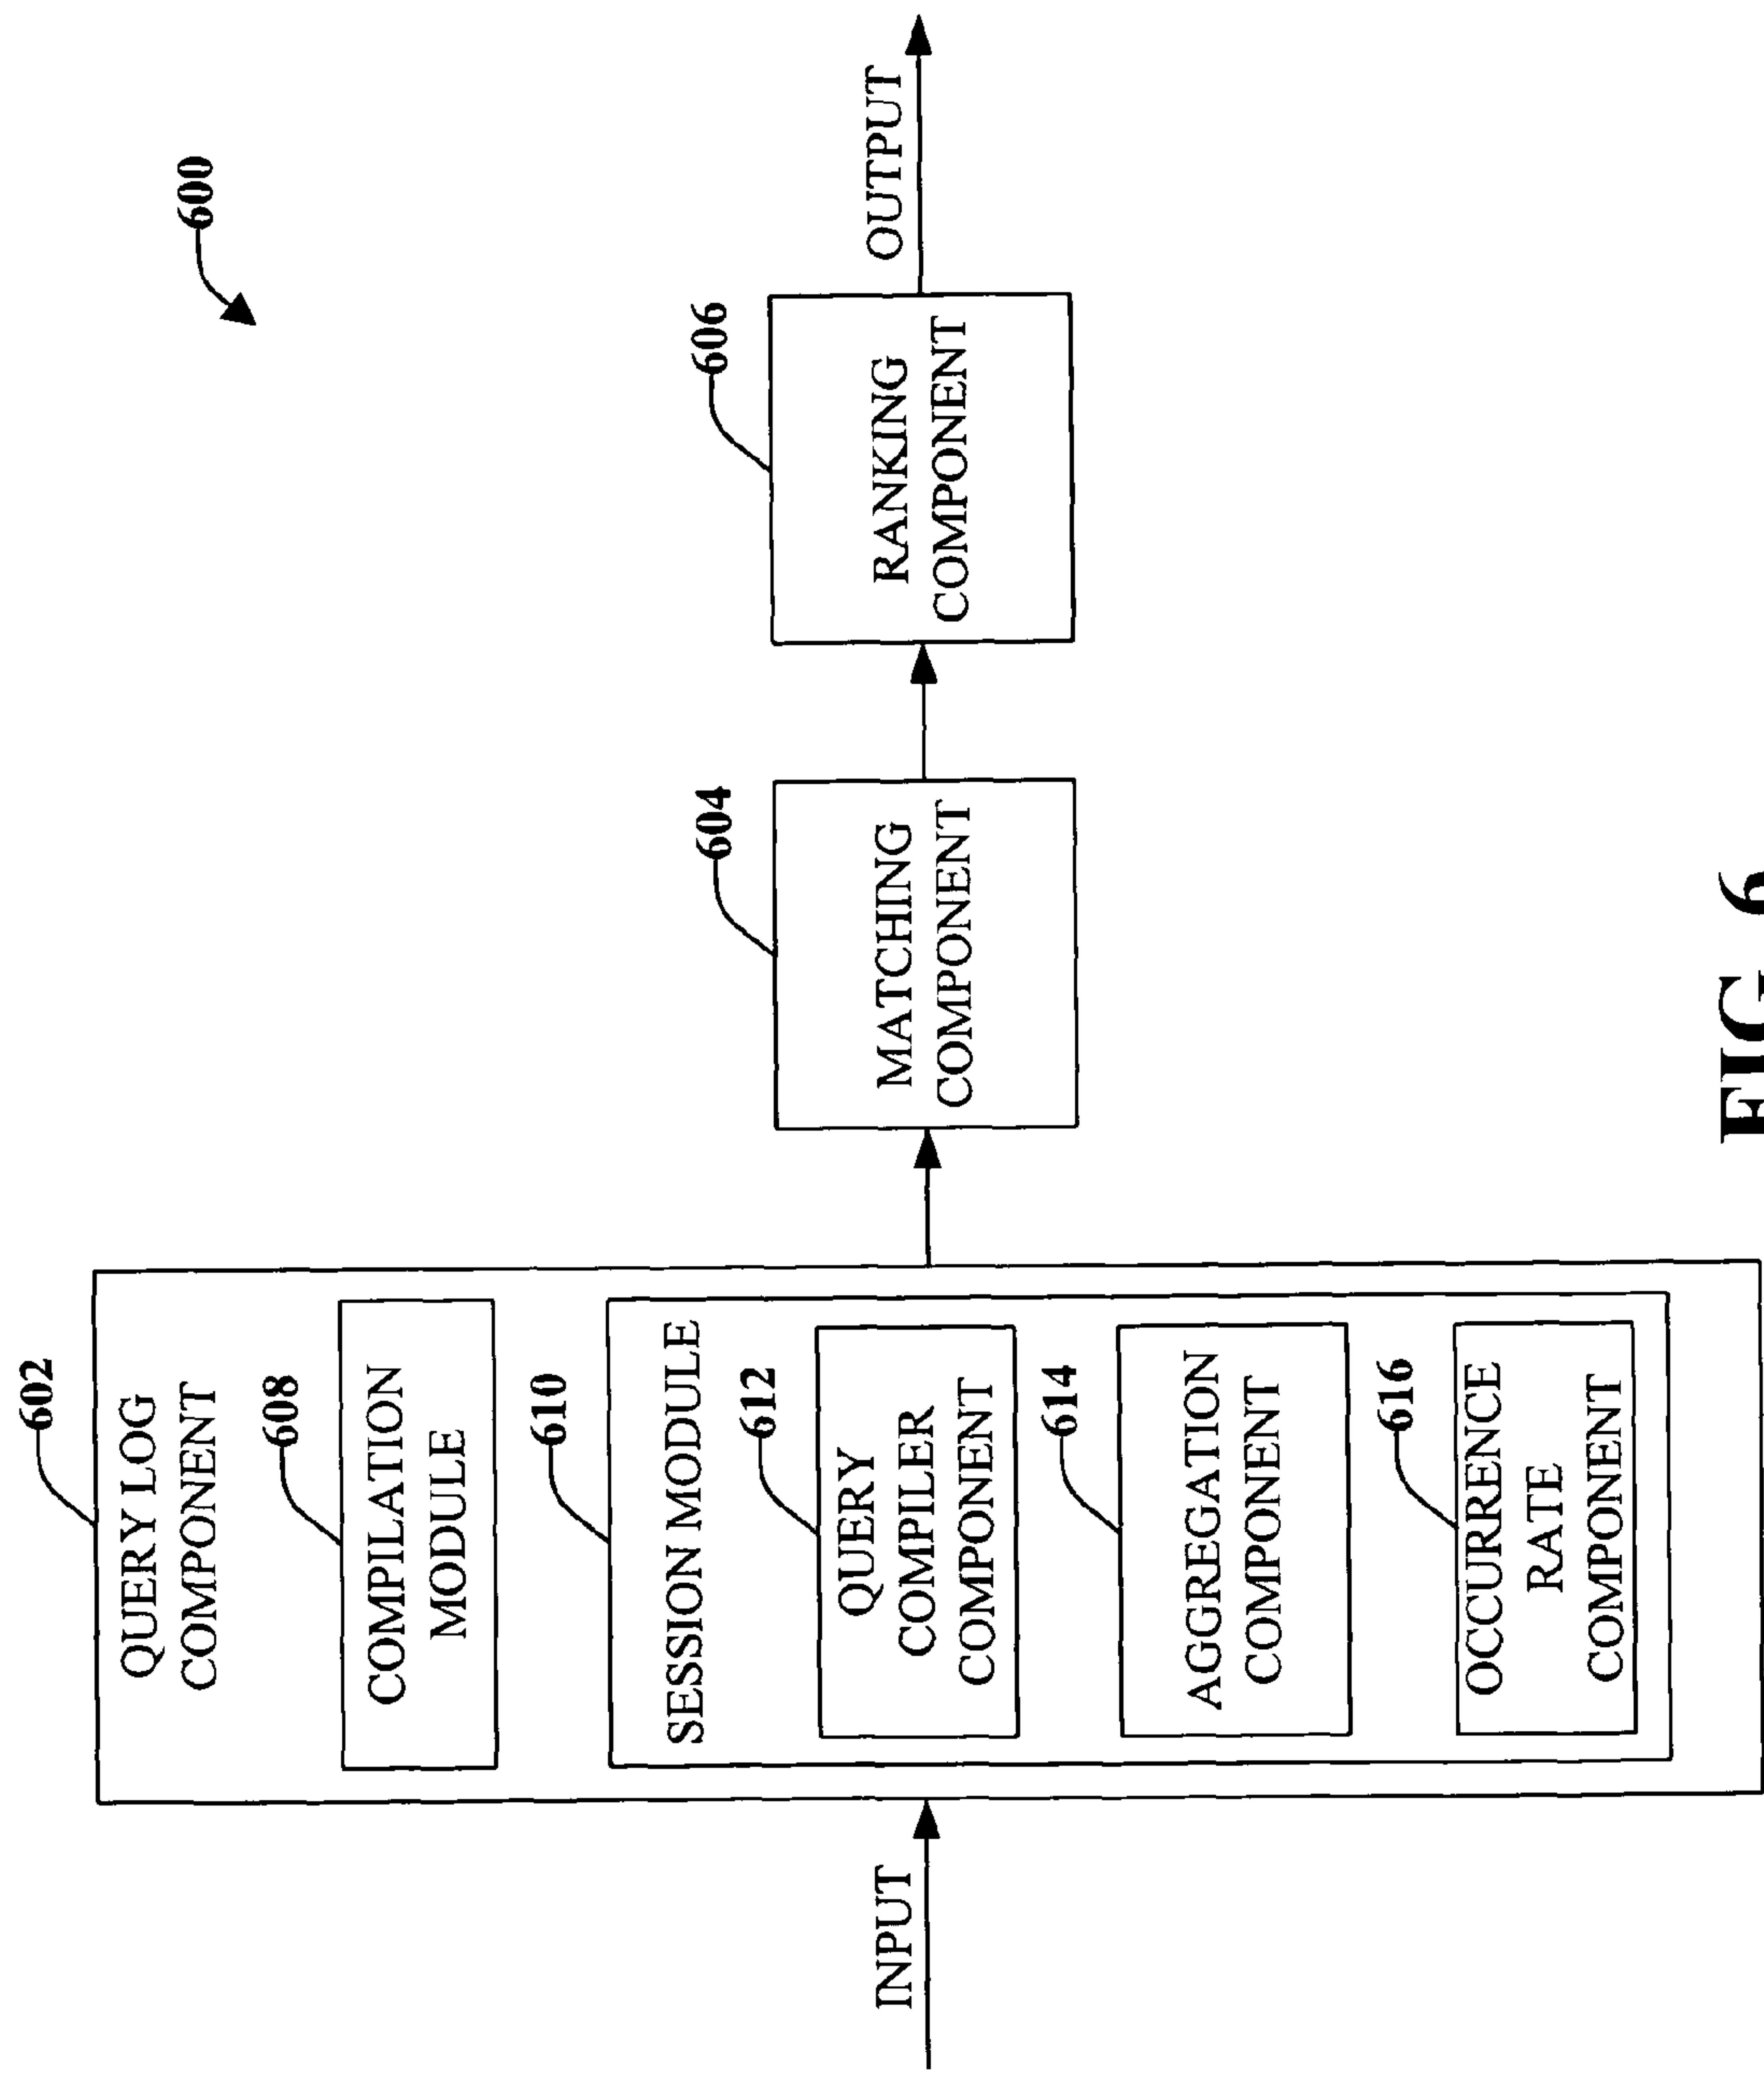 600
602
QUERY LOG
COMPONENT
608
COMPILATION
MODULE
610
SESSION MODULE
612
QUERY
COMPILER
COMPONENT
614
AGGREGATION
COMPONENT
616
OCCURRENCE
RATE
COMPONENT
INPUT
604
MATCHING
COMPONENT
606
RANKING
COMPONENT
OUTPUT
FIG. 6